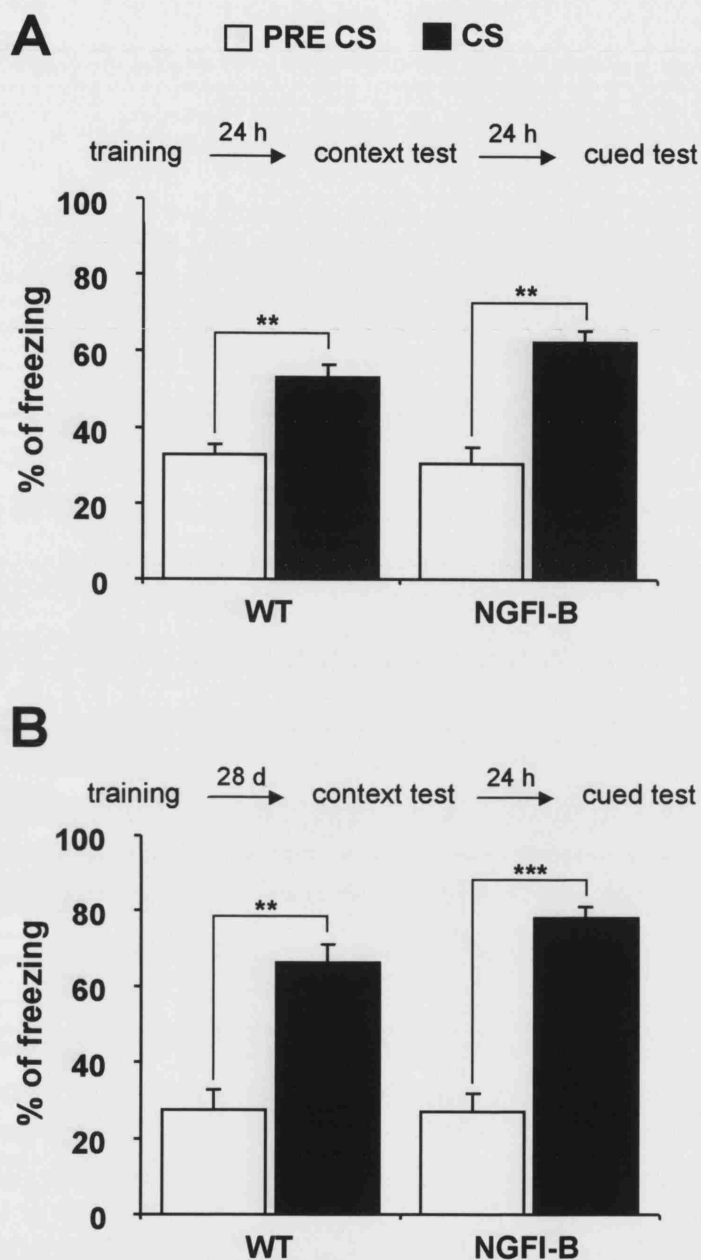 A
PRE CS CS
24 h 24 h
training context test cued test
100
80
60
40
20
0
% of freezing
** **
WT NGFI-B
B
28 d 24 h
training context test cued test
100
80
60
40
20
0
% of freezing
** ***
WT NGFI-B